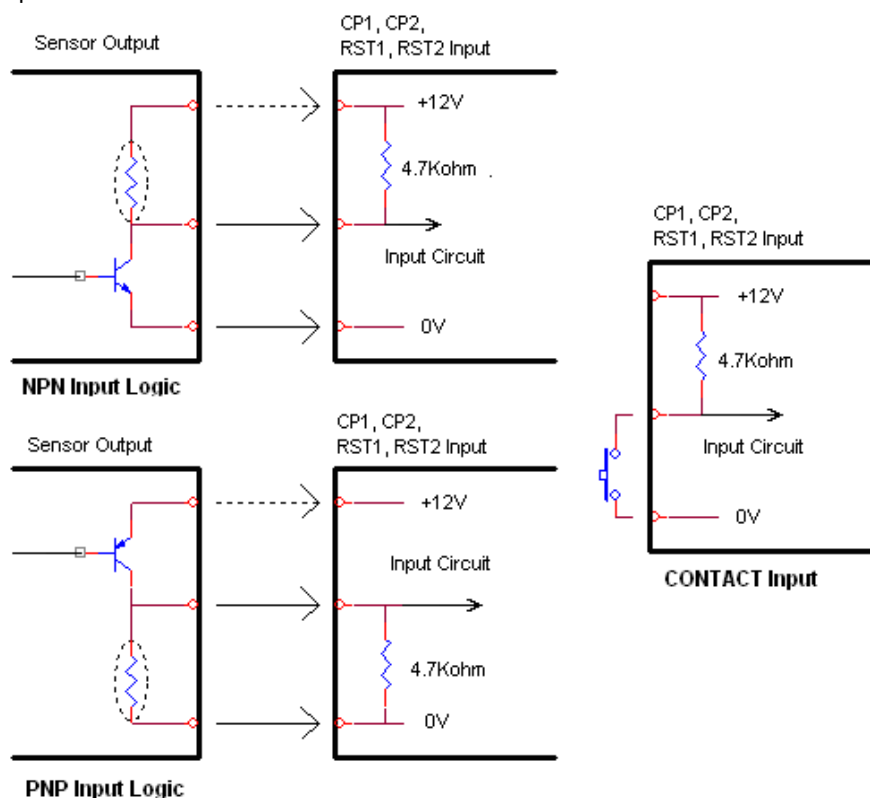 Sensor Output
CP1, CP2,
RST1, RST2 Input
+12V
4.7Kohm .
Input Circuit
0V
NPN Input Logic
CP1, CP2,
RST1, RST2 Input
+12V
4.7Kohm
Input Circuit
0V
CONTACT Input
Sensor Output
CP1, CP2,
RST1, RST2 Input
+12V
Input Circuit
4.7Kohm
0V
PNP Input Logic